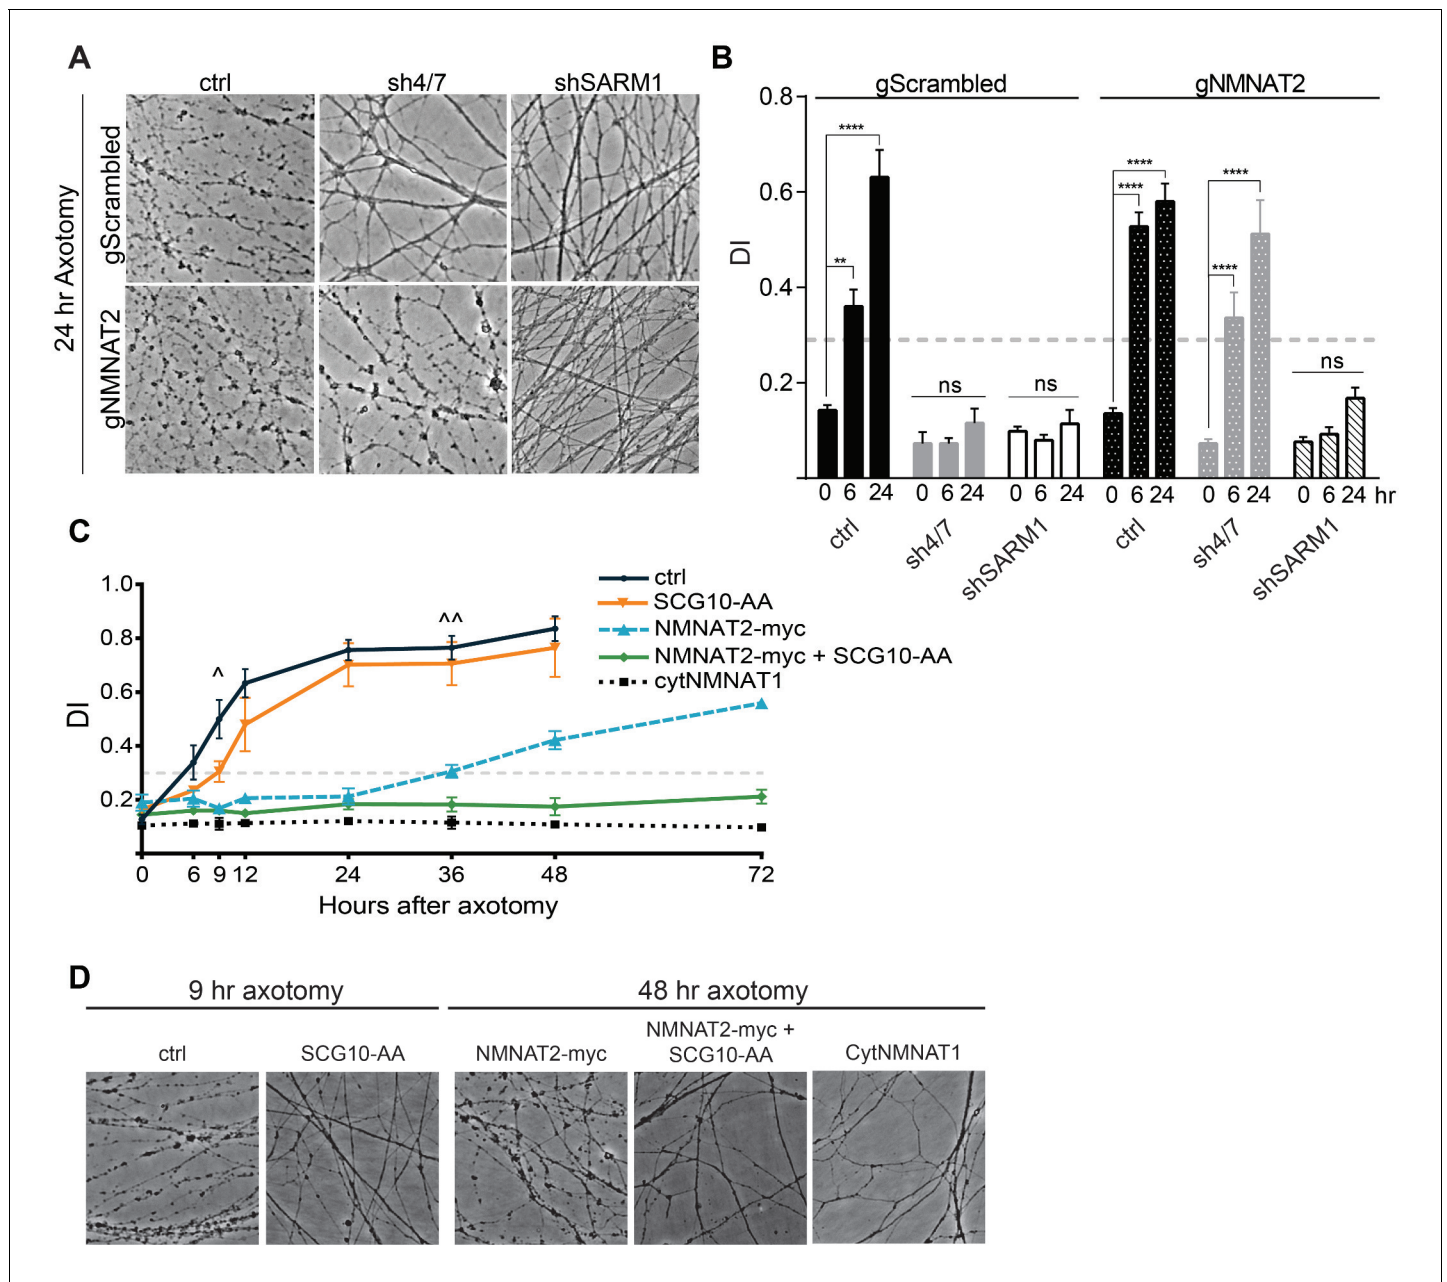 A
ctrl
sh4/7
shSARM1
24 hr Axotomy
gScrambled
gNMNAT2
B
gScrambled
gNMNAT2
DI
0.8
0.6
0.4
0.2
**
****
ns
ns
****
****
****
****
ns
0 6 24
0 6 24
0 6 24
0 6 24
0 6 24
0 6 24 hr
ctrl
sh4/7
shSARM1
ctrl
sh4/7
shSARM1
C
DI
1.0
0.8
0.6
0.4
0.2
^
^^
ctrl
SCG10-AA
NMNAT2-myc
NMNAT2-myc + SCG10-AA
cytNMNAT1
0 6 9 12 24 36 48 72
Hours after axotomy
D
9 hr axotomy
48 hr axotomy
ctrl
SCG10-AA
NMNAT2-myc
NMNAT2-myc +
SCG10-AA
CytNMNAT1